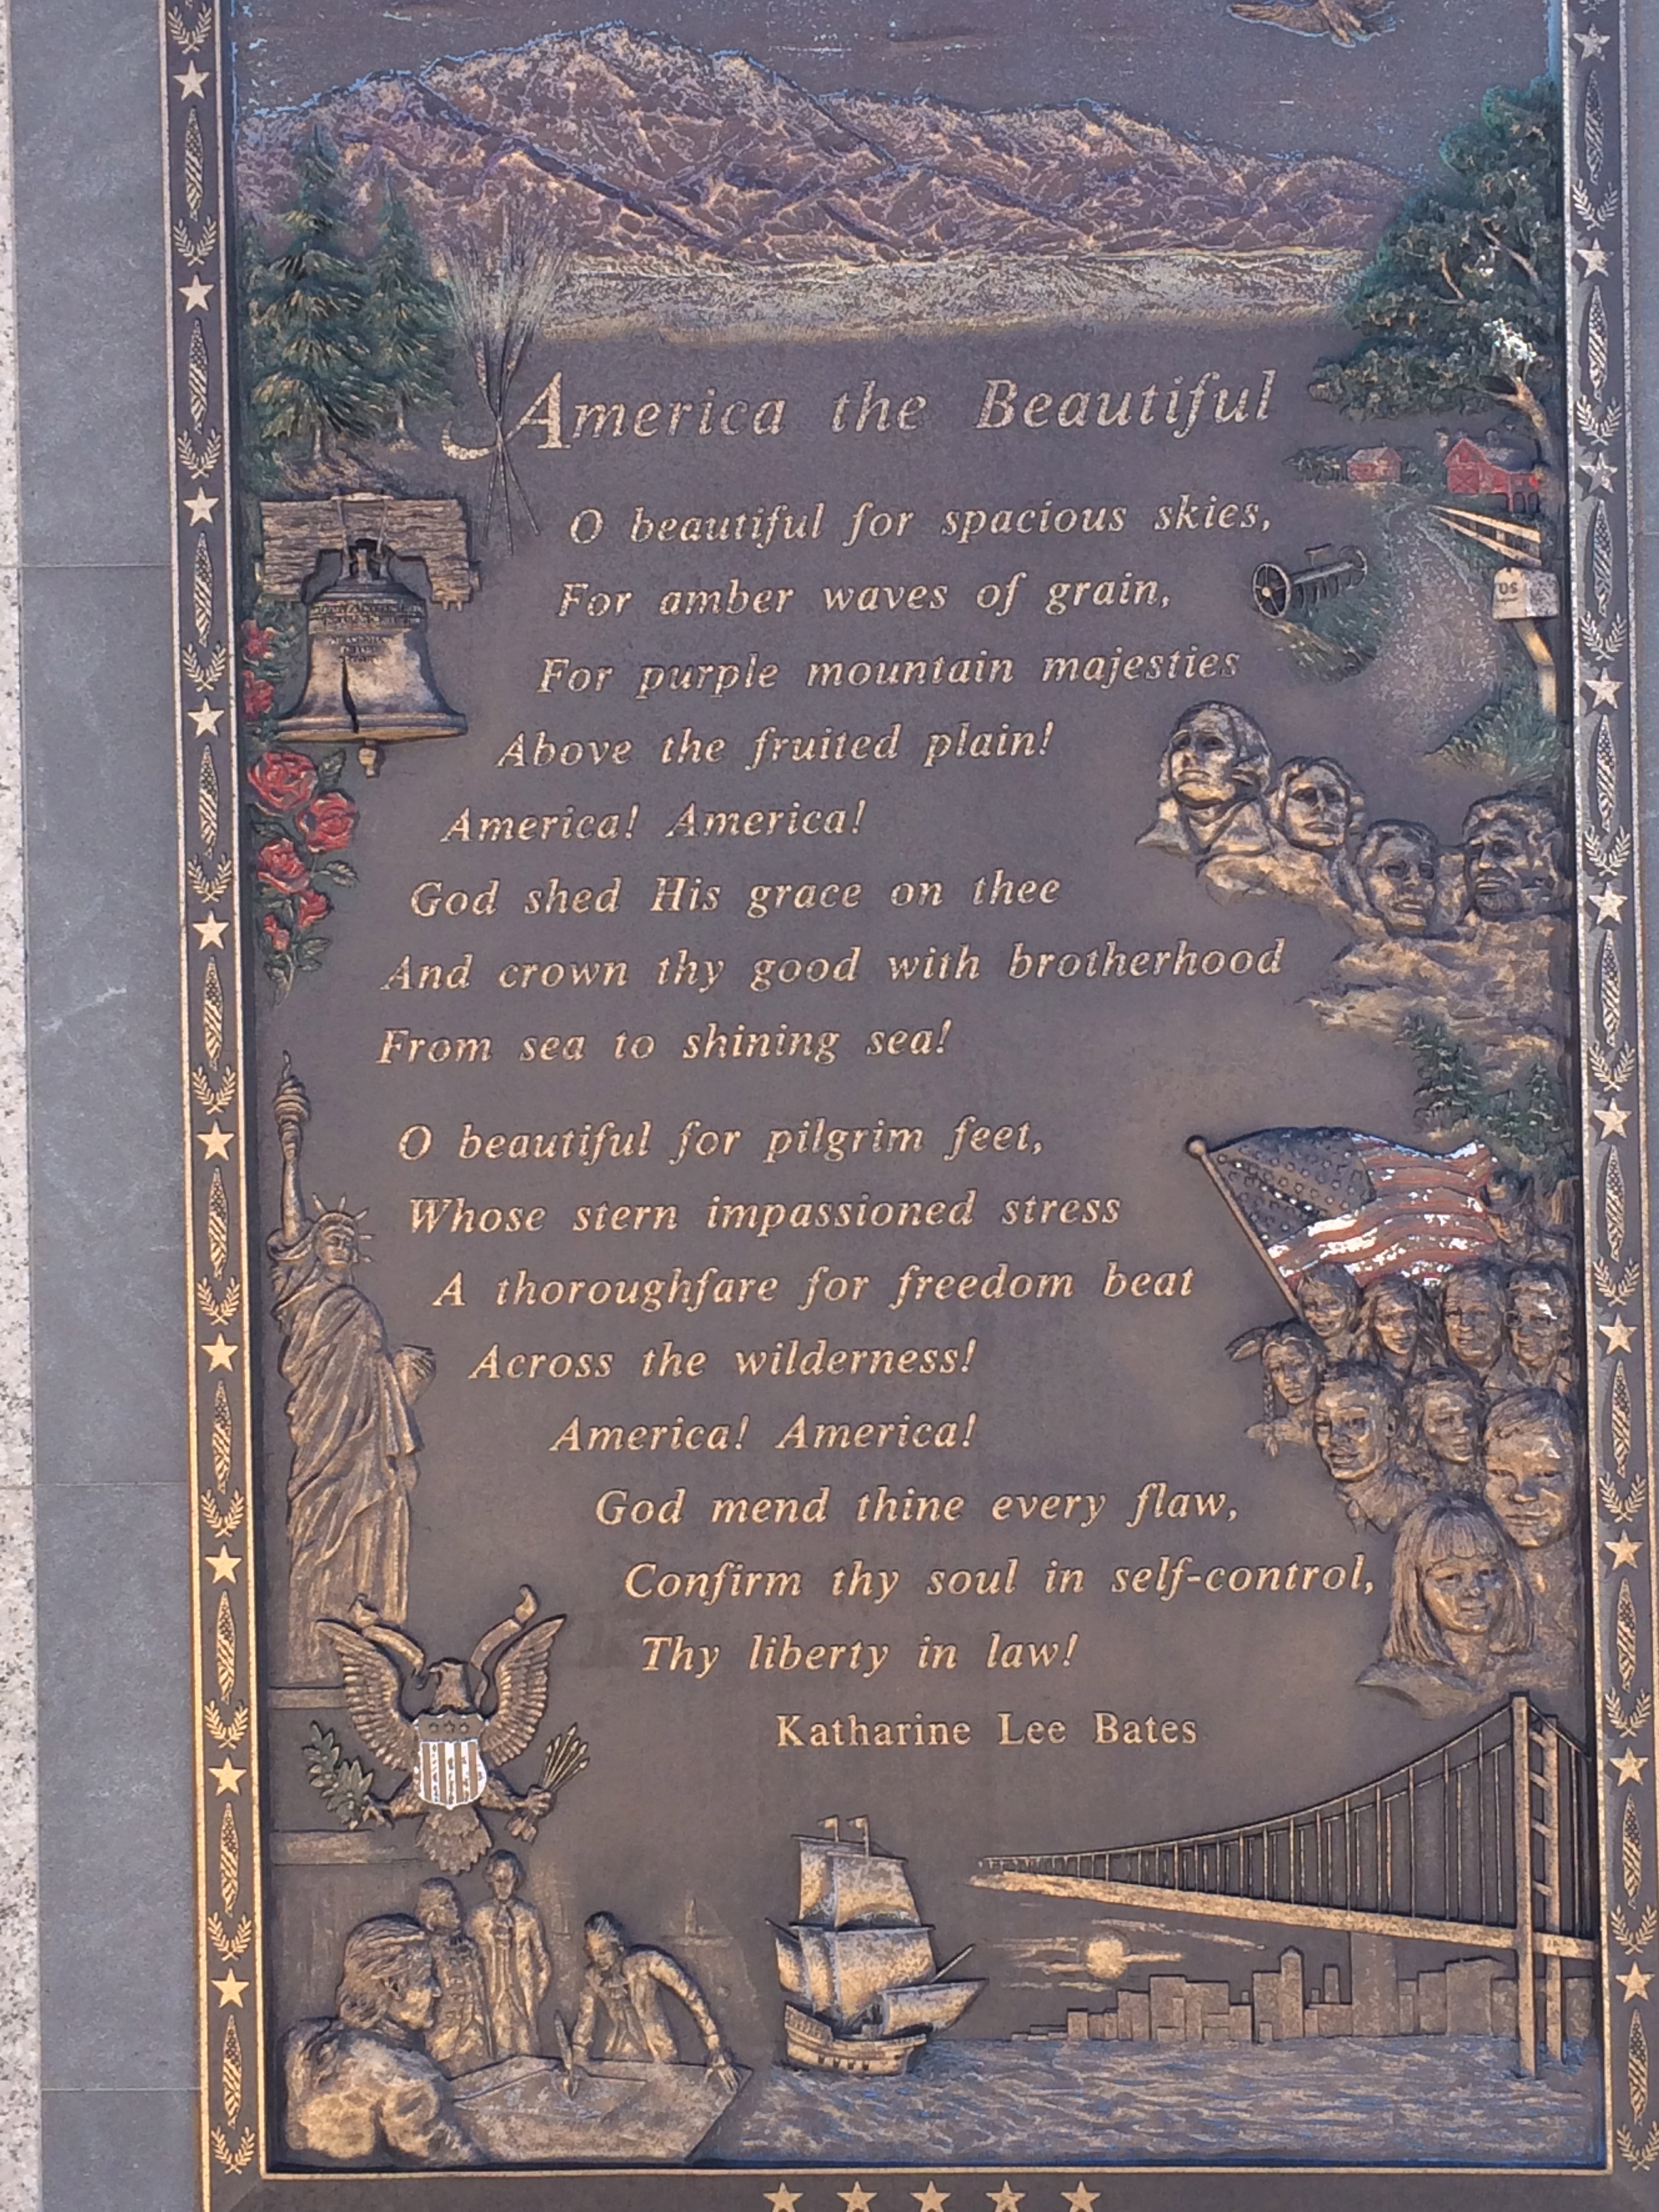 America the Beautiful
O beautiful for spacious skies,
For amber waves of grain,
For purple mountain majesties
US
Above the fruited plain!
America! America!
God shed His grace on thee
And crown thy good with brotherhood
From sea to shining sea!
O beautiful for pilgrim feet,
Whose stern impassioned stress
A thoroughfare for freedom beat
Across the wilderness!
America! America!
God mend thine every flaw,
Confirm thy soul in self-control,
Thy liberty in law!
Katharine Lee Bates